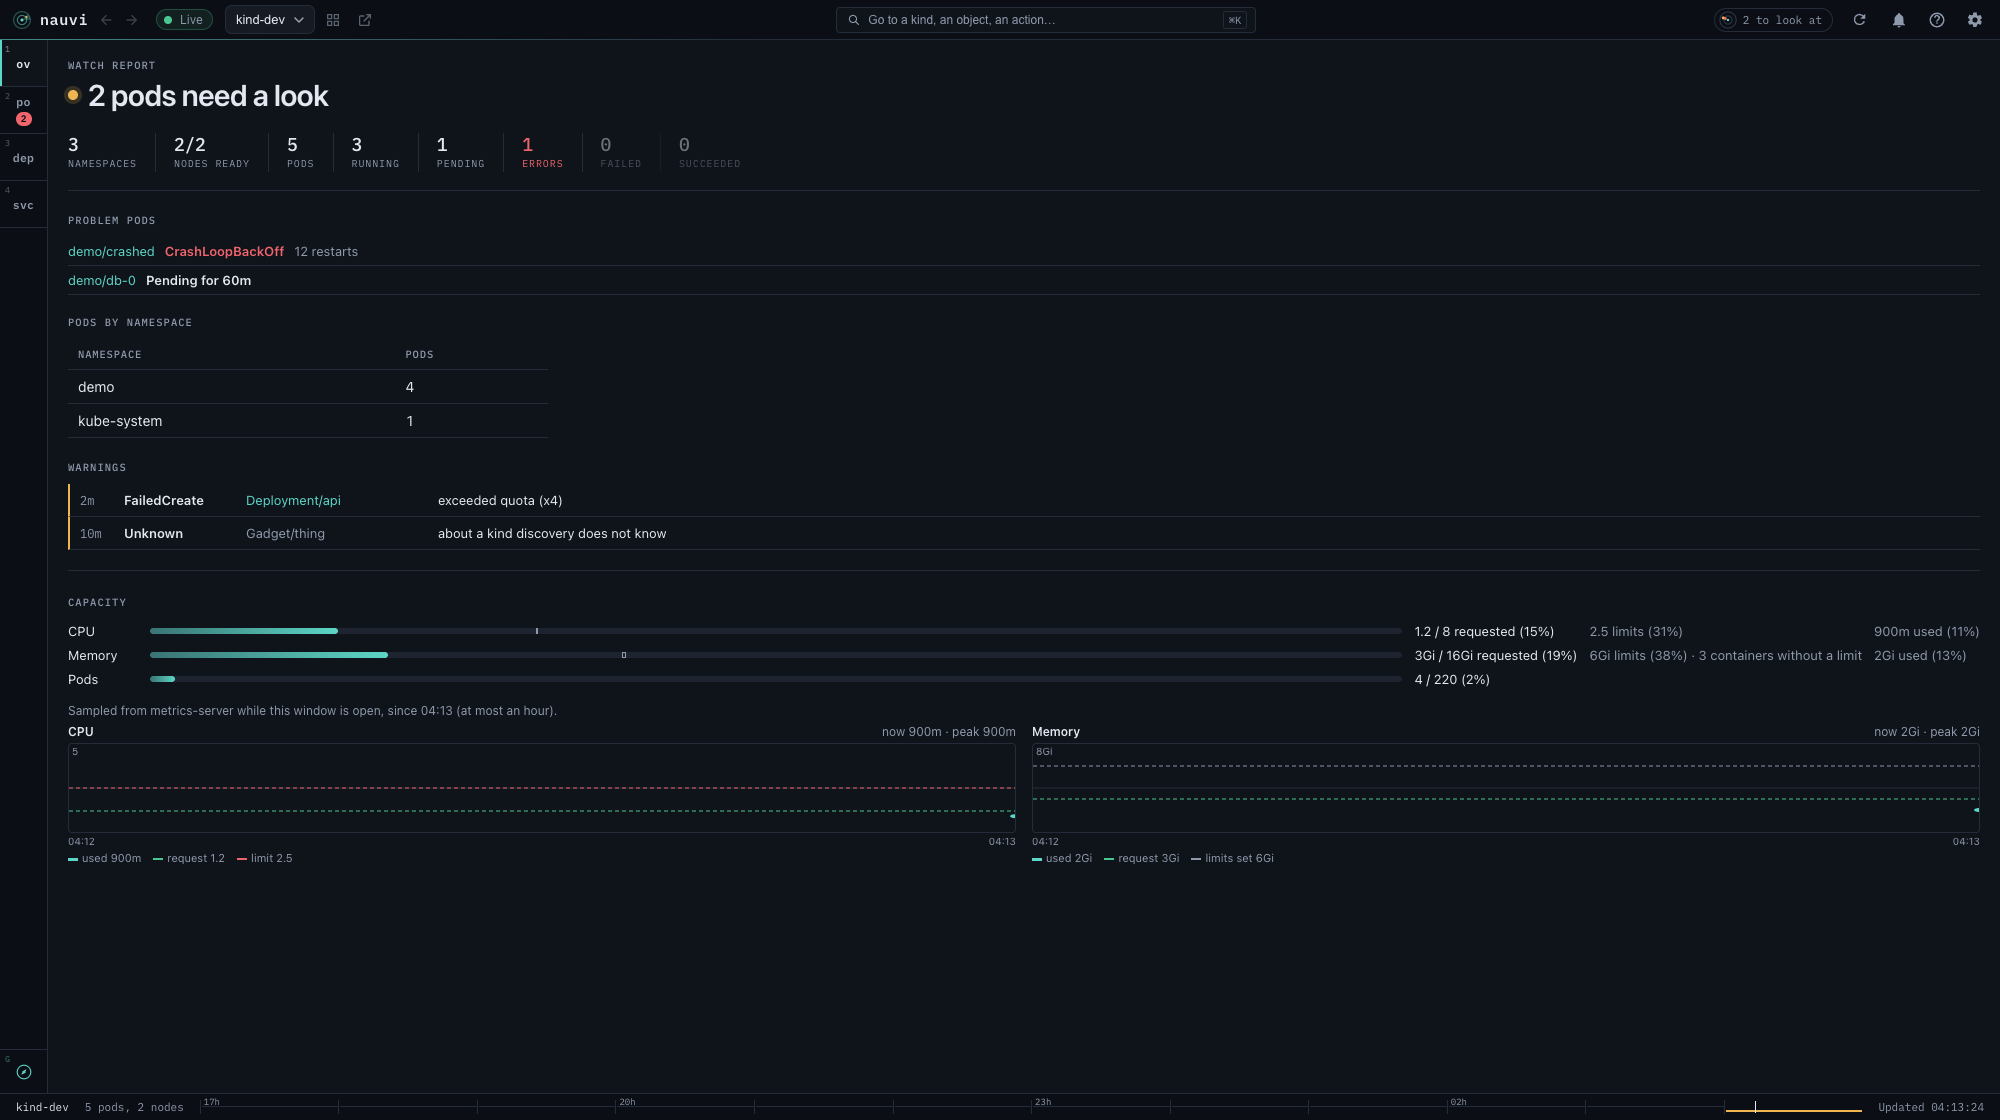 nauvi Live kind-dev Go to a kind, an object, an action… ⌘K 2 to look at
1
ov
2
po
2
3
dep
4
svc
G
WATCH REPORT
2 pods need a look
3 2/2 5 3 1 1 0 0
NAMESPACES NODES READY PODS RUNNING PENDING ERRORS FAILED SUCCEEDED
PROBLEM PODS
demo/crashed CrashLoopBackOff 12 restarts
demo/db-0 Pending for 60m
PODS BY NAMESPACE
NAMESPACE PODS
demo 4
kube-system 1
WARNINGS
2m FailedCreate Deployment/api exceeded quota (x4)
10m Unknown Gadget/thing about a kind discovery does not know
CAPACITY
CPU 1.2 / 8 requested (15%) 2.5 limits (31%) 900m used (11%)
Memory 3Gi / 16Gi requested (19%) 6Gi limits (38%) · 3 containers without a limit 2Gi used (13%)
Pods 4 / 220 (2%)
Sampled from metrics-server while this window is open, since 04:13 (at most an hour).
CPU now 900m · peak 900m
5
04:12 04:13
used 900m request 1.2 limit 2.5
Memory now 2Gi · peak 2Gi
8Gi
04:12 04:13
used 2Gi request 3Gi limits set 6Gi
kind-dev 5 pods, 2 nodes 17h 20h 23h 02h Updated 04:13:24